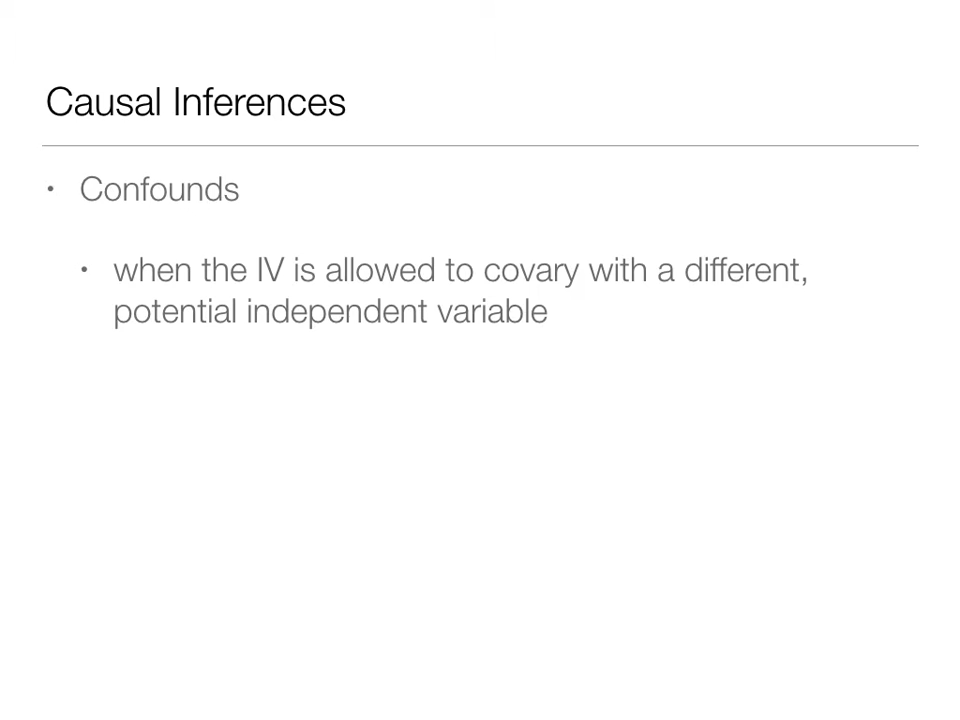 Causal Inferences
• Confounds
• when the IV is allowed to covary with a different,
potential independent variable